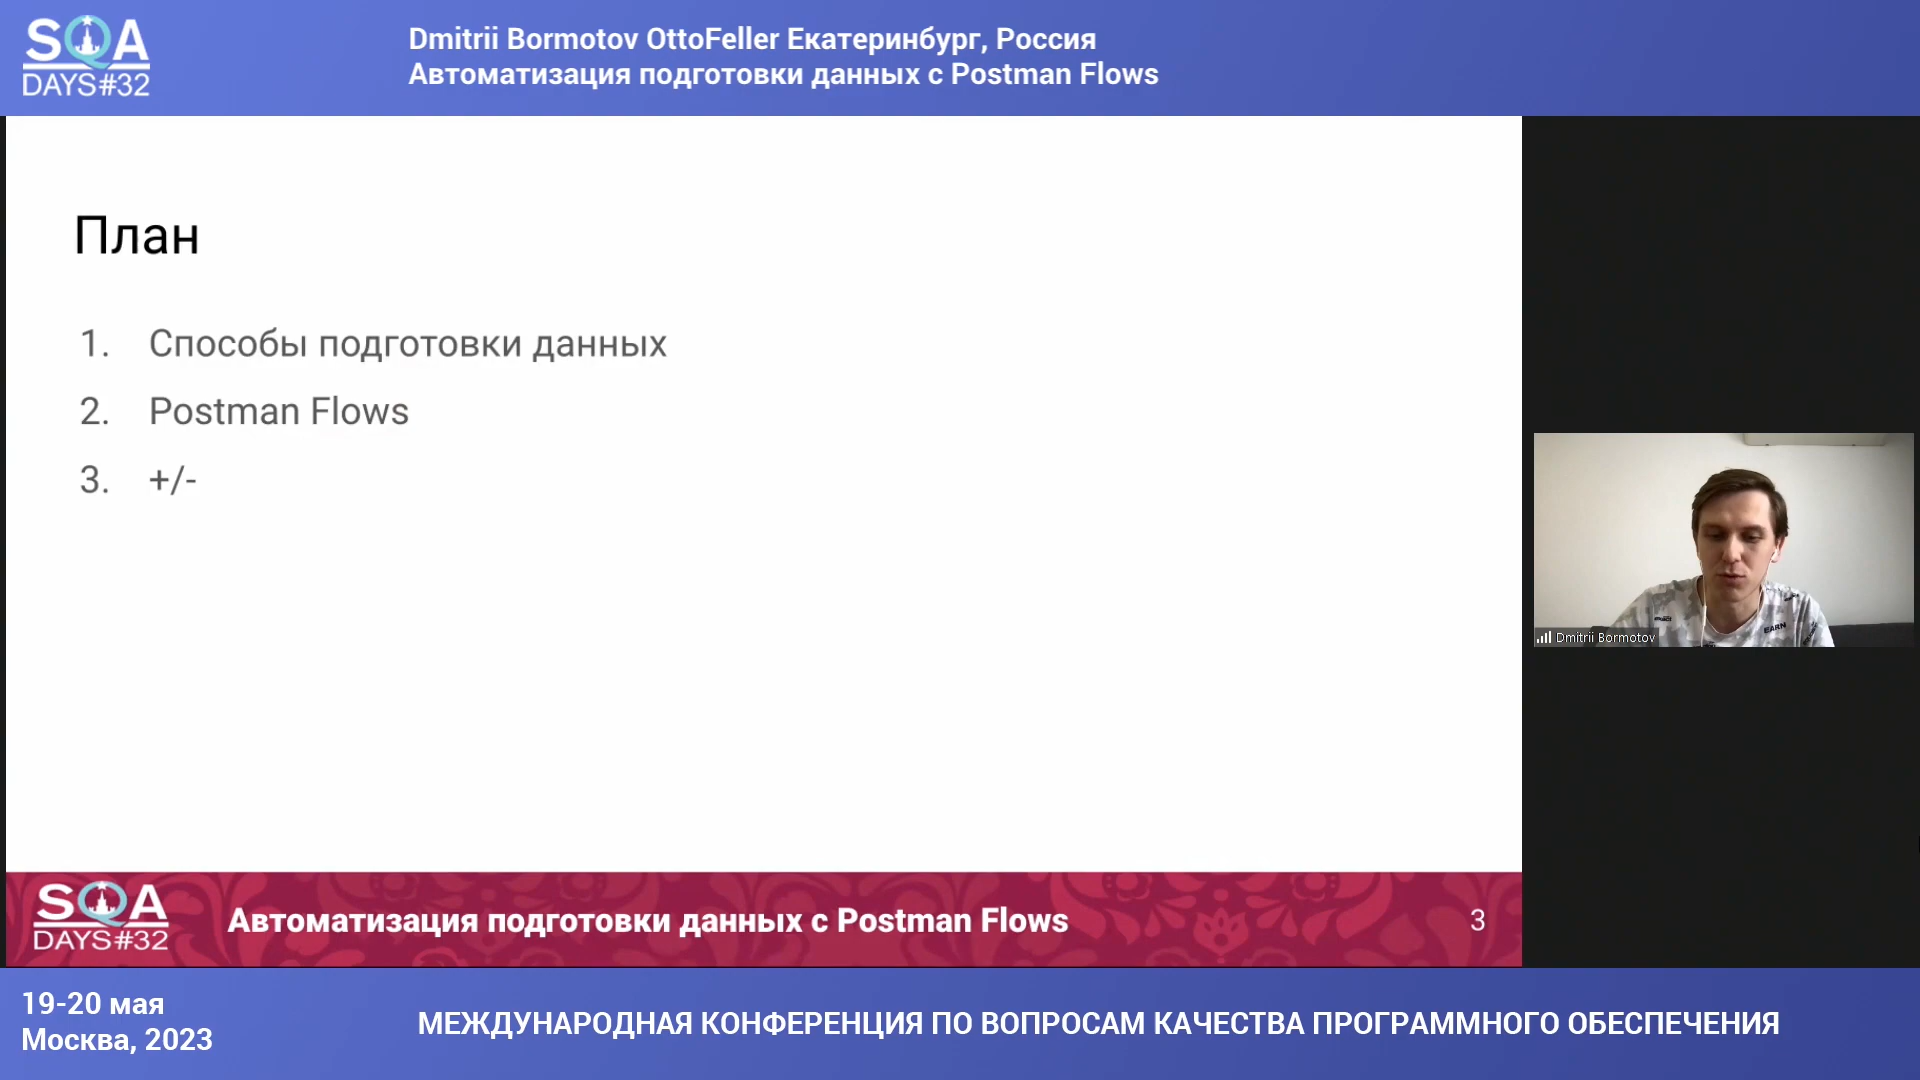 SQA
DAYS#32
Dmitrii Bormotov OttoFeller Екатеринбург, Россия
Автоматизация подготовки данных с Postman Flows
План
1. Способы подготовки данных
2. Postman Flows
3. +/-
EARN
Dmitrii Bormotov
SQA
DAYS#32
Автоматизация подготовки данных с Postman Flows
3
19-20 мая
Москва, 2023
МЕЖДУНАРОДНАЯ КОНФЕРЕНЦИЯ ПО ВОПРОСАМ КАЧЕСТВА ПРОГРАММНОГО ОБЕСПЕЧЕНИЯ